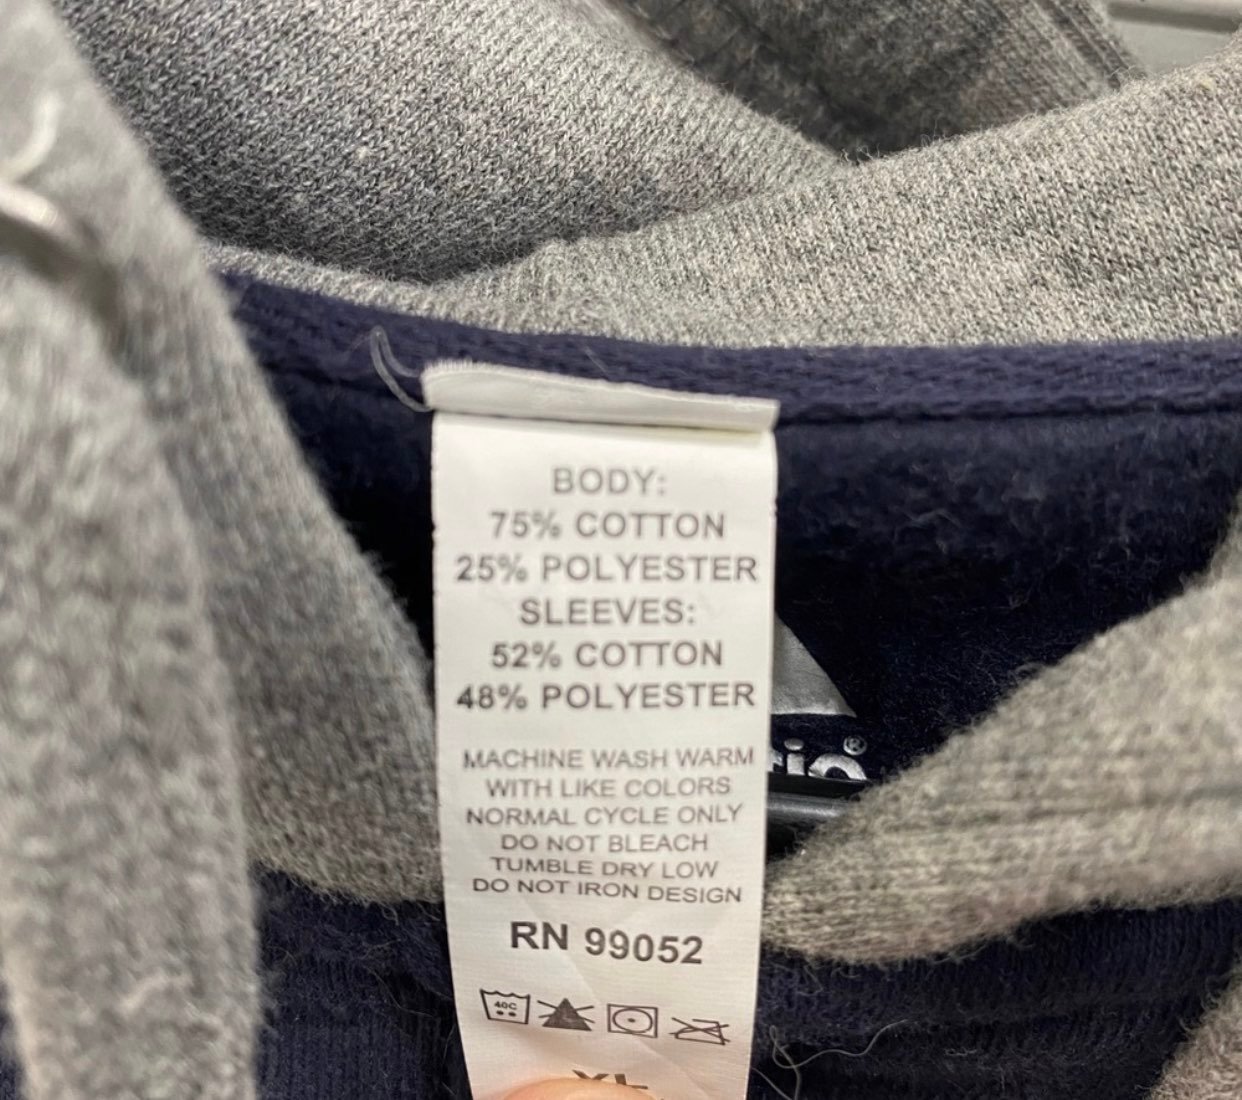 BODY:
75% COTTON
25% POLYESTER
SLEEVES:
52% COTTON
48% POLYESTER
MACHINE WASH WARM
WITH LIKE COLORS
NORMAL CYCLE ONLY
DO NOT BLEACH
TUMBLE DRY LOW
DO NOT IRON DESIGN
RN 99052
40C
XL